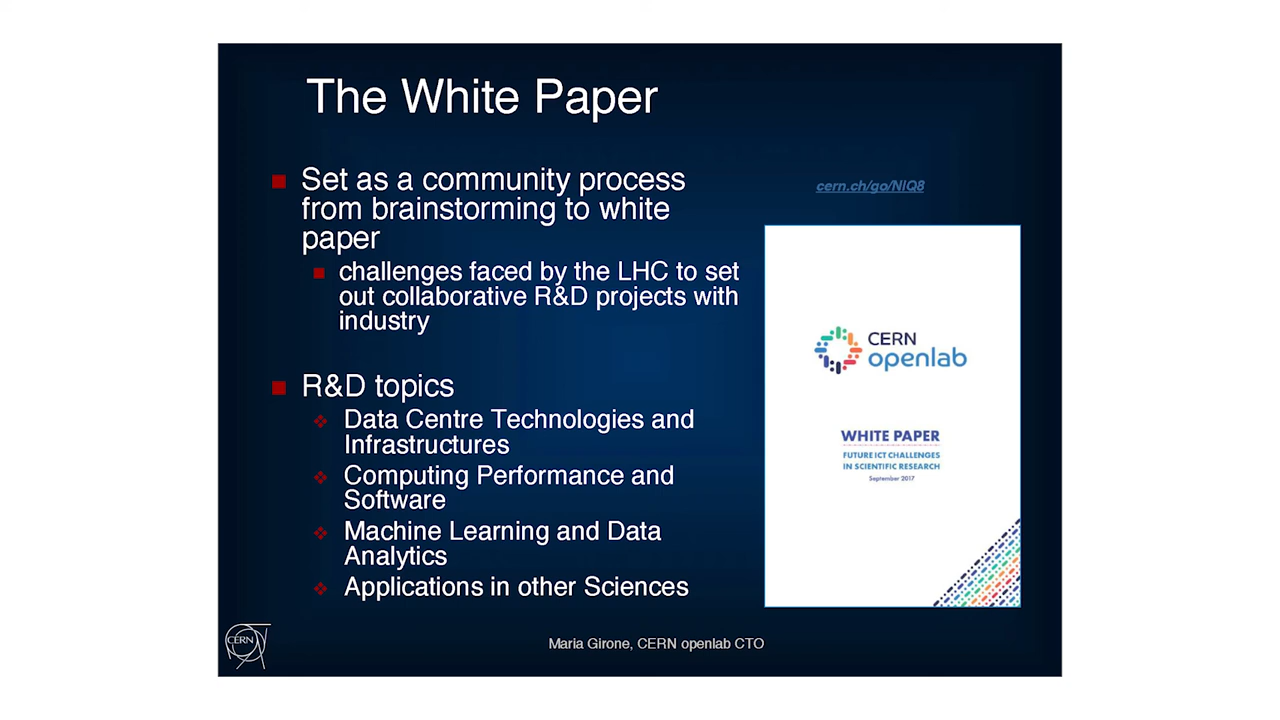 The White Paper
Set as a community process
from brainstorming to white
paper
challenges faced by the LHC to set
out collaborative R&D projects with
industry
R&D topics
Data Centre Technologies and
Infrastructures
Computing Performance and
Software
Machine Learning and Data
Analytics
Applications in other Sciences
cern.ch/go/NlQ8
CERN
openlab
WHITE PAPER
FUTURE ICT CHALLENGES
IN SCIENTIFIC RESEARCH
September 2017
CERN
Maria Girone, CERN openlab CTO